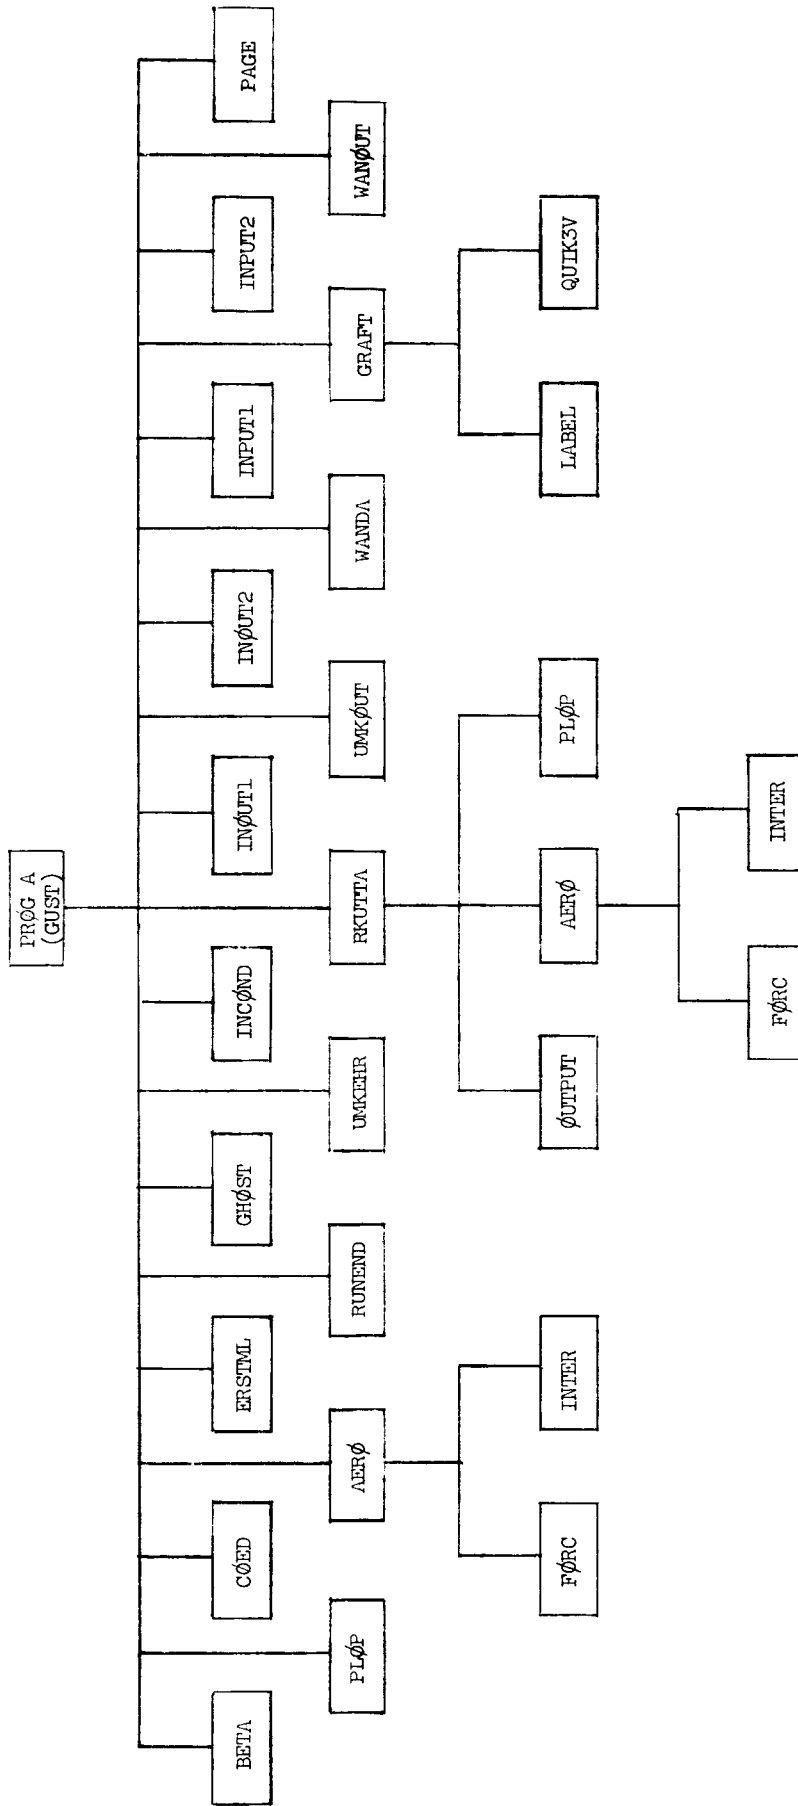 PRØG A
(GUST)
BETA
CØED
ERSTML
GHØST
INCØND
INØUT1
INØUT2
INPUT1
INPUT2
PAGE
PLØP
AERØ
RUNEND
UMKEHR
RKUTTA
UMKØUT
WANDA
GRAFT
WANØUT
FØRC
INTER
ØUTPUT
AERØ
PLØP
LABEL
QUIK3V
FØRC
INTER